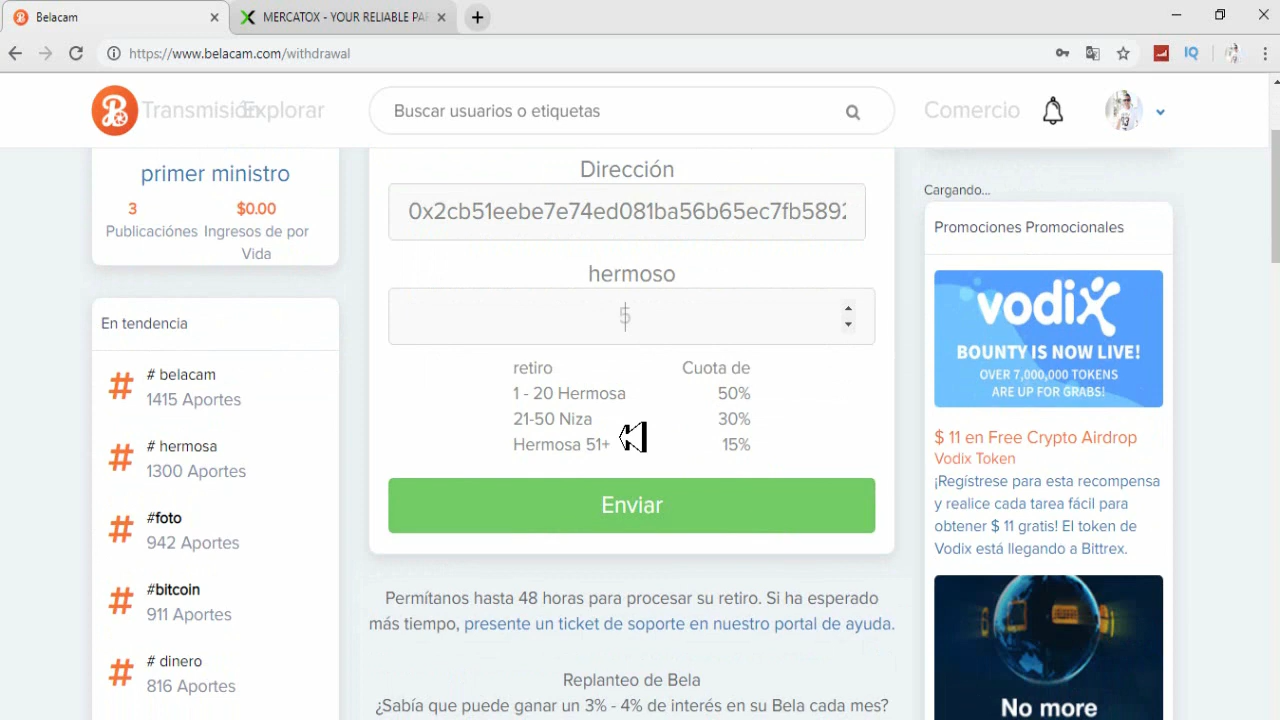 Belacam
MERCATOX - YOUR RELIABLE PAR
https://www.belacam.com/withdrawal
IQ
Transmisión
Explorar
Buscar usuarios o etiquetas
Comercio
primer ministro
3
$0.00
Publicaciónes
Ingresos de por
Vida
En tendencia
# belacam
1415 Aportes
# hermosa
1300 Aportes
#foto
942 Aportes
#bitcoin
911 Aportes
# dinero
816 Aportes
Dirección
0x2cb51eebe7e74ed081ba56b65ec7fb5892
hermoso
5
retiro Cuota de
1 - 20 Hermosa 50%
21-50 Niza 30%
Hermosa 51+ 15%
Enviar
Permítanos hasta 48 horas para procesar su retiro. Si ha esperado
más tiempo, presente un ticket de soporte en nuestro portal de ayuda.
Replanteo de Bela
¿Sabía que puede ganar un 3% - 4% de interés en su Bela cada mes?
Cargando...
Promociones Promocionales
vodiX
BOUNTY IS NOW LIVE!
OVER 7,000,000 TOKENS
ARE UP FOR GRABS!
$ 11 en Free Crypto Airdrop
Vodix Token
¡Regístrese para esta recompensa
y realice cada tarea fácil para
obtener $ 11 gratis! El token de
Vodix está llegando a Bittrex.
No more